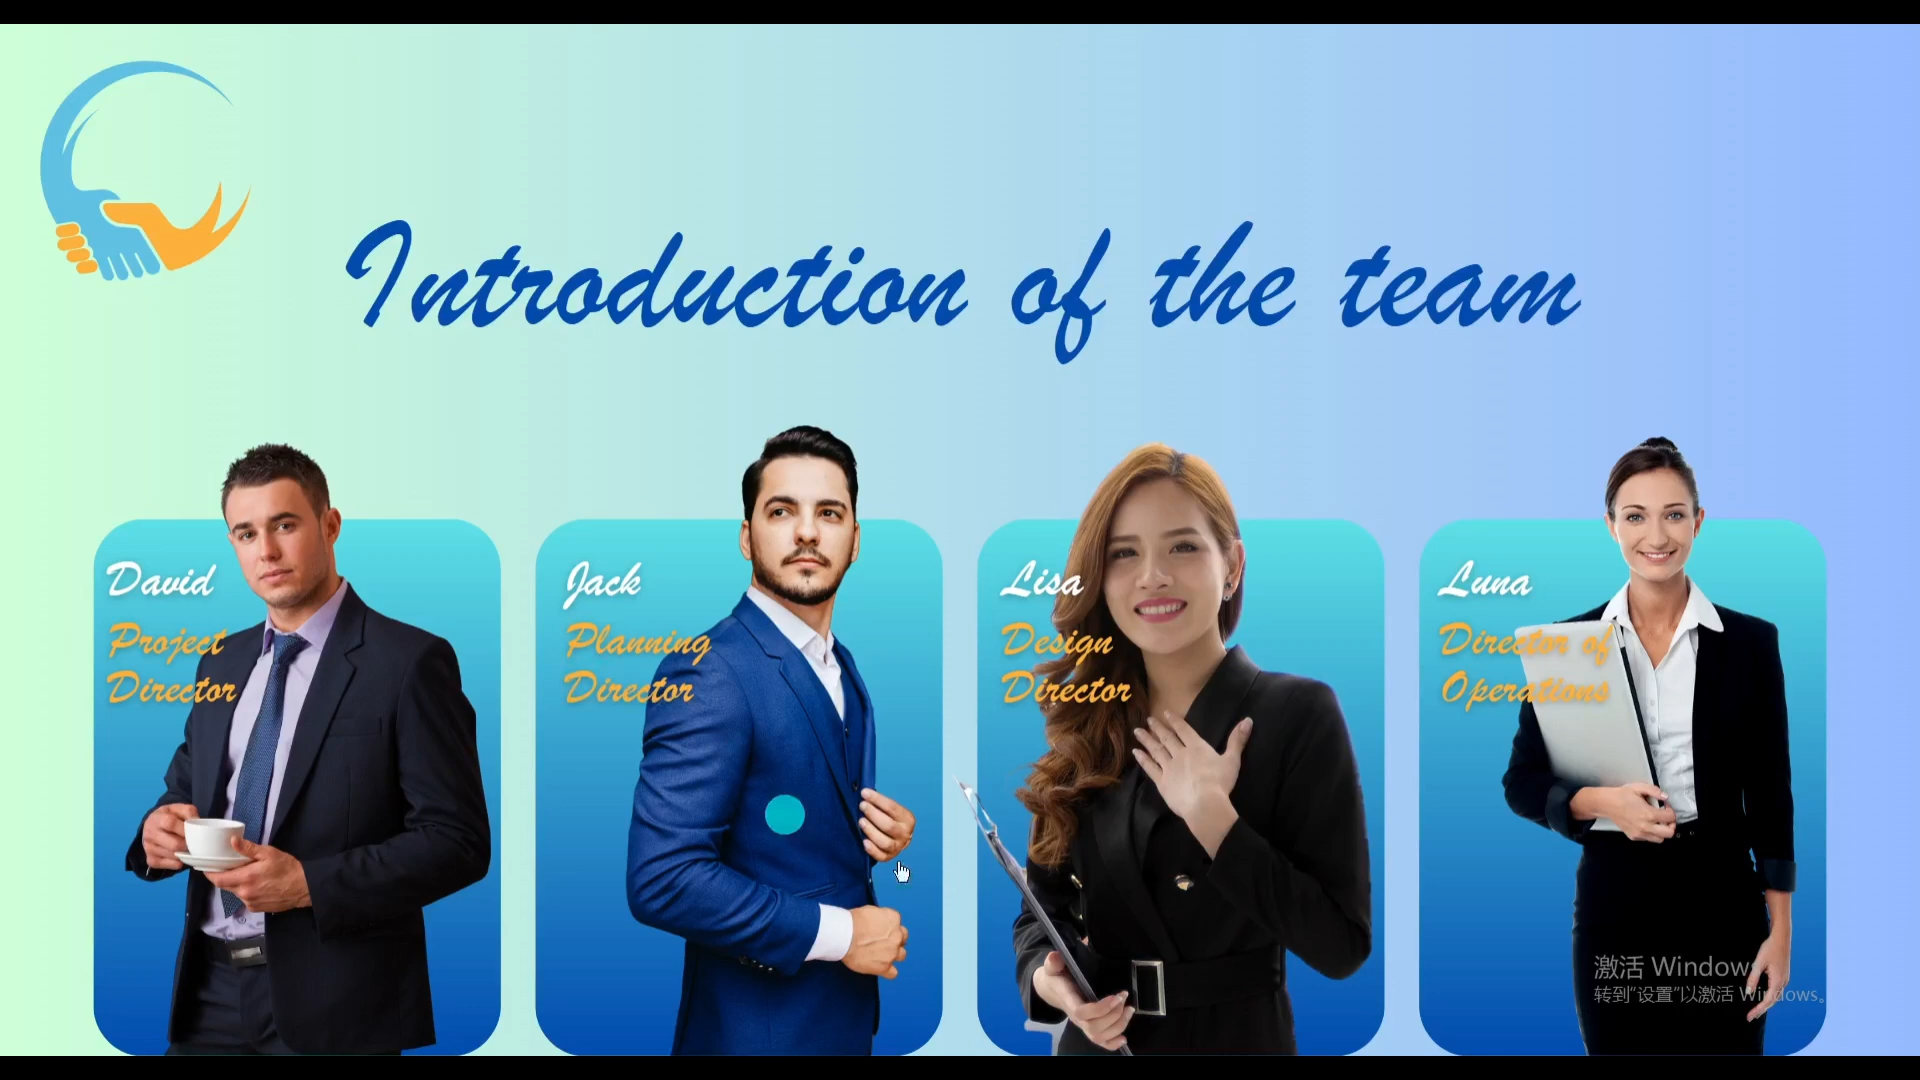 Introduction of the team
David
Project
Director
Jack
Planning
Director
Lisa
Design
Director
Luna
Director of
Operations
激活 Windows
转到“设置”以激活 Windows。